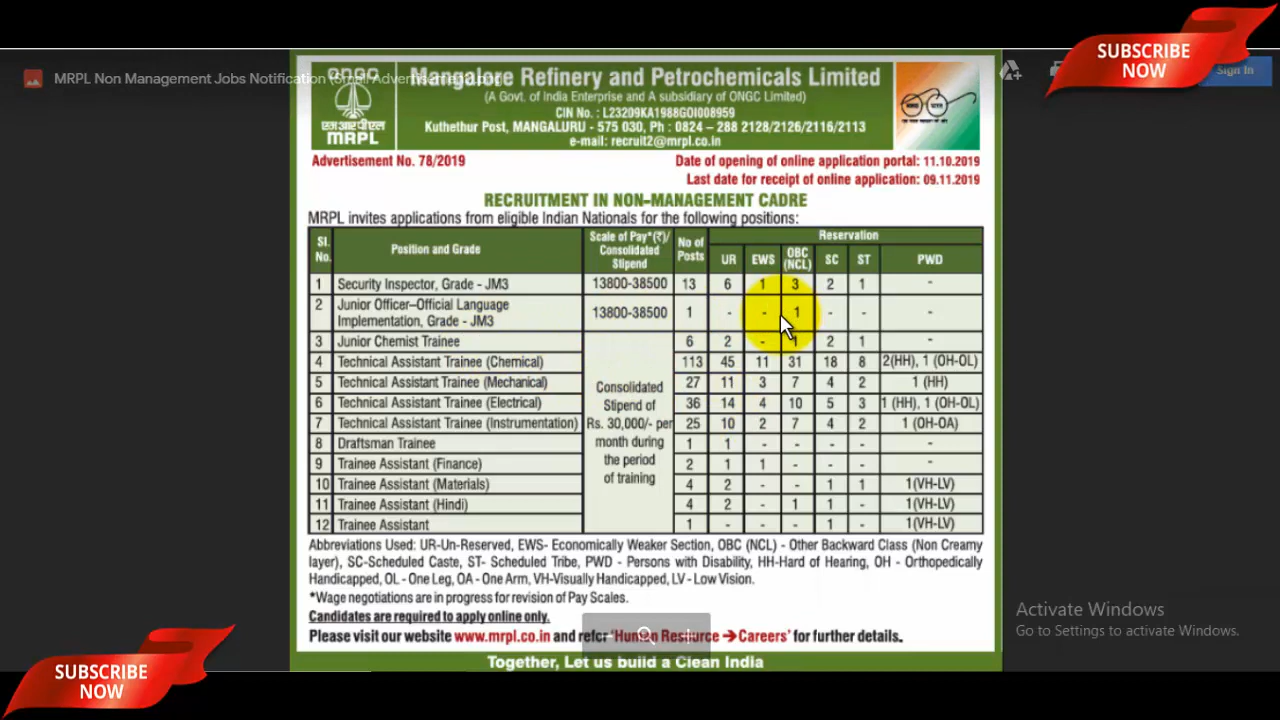 SUBSCRIBE
NOW
Sign In
MRPL Non Management Jobs Notification
ONGC
एमआरपीएल
MRPL
Mangalore Refinery and Petrochemicals Limited
(A Govt. of India Enterprise and A subsidiary of ONGC Limited)
CIN No. : L23209KA1988GOI008959
Kuthethur Post, MANGALURU - 575 030, Ph : 0824 – 288 2128/2126/2116/2113
e-mail: recruit2@mrpl.co.in
Advertisement No. 78/2019
Date of opening of online application portal: 11.10.2019
Last date for receipt of online application: 09.11.2019
RECRUITMENT IN NON-MANAGEMENT CADRE
MRPL invites applications from eligible Indian Nationals for the following positions:
Sl. No. Position and Grade Scale of Pay*(₹)/ Consolidated Stipend No of Posts Reservation
UR EWS OBC (NCL) SC ST PWD
1 Security Inspector, Grade - JM3 13800-38500 13 6 1 3 2 1 -
2 Junior Officer–Official Language Implementation, Grade - JM3 13800-38500 1 - - 1 - - -
3 Junior Chemist Trainee 6 2 - 1 2 1 -
4 Technical Assistant Trainee (Chemical) 113 45 11 31 18 8 2(HH), 1 (OH-OL)
5 Technical Assistant Trainee (Mechanical) 27 11 3 7 4 2 1 (HH)
6 Technical Assistant Trainee (Electrical) 36 14 4 10 5 3 1 (HH), 1 (OH-OL)
7 Technical Assistant Trainee (Instrumentation) 25 10 2 7 4 2 1 (OH-OA)
8 Draftsman Trainee 1 1 - - - - -
9 Trainee Assistant (Finance) 2 1 1 - - - -
10 Trainee Assistant (Materials) 4 2 - - 1 1 1(VH-LV)
11 Trainee Assistant (Hindi) 4 2 - 1 1 - 1(VH-LV)
12 Trainee Assistant 1 - - - 1 - 1(VH-LV)
Consolidated
Stipend of
Rs. 30,000/- per
month during
the period
of training
Abbreviations Used: UR-Un-Reserved, EWS- Economically Weaker Section, OBC (NCL) - Other Backward Class (Non Creamy
layer), SC-Scheduled Caste, ST- Scheduled Tribe, PWD - Persons with Disability, HH-Hard of Hearing, OH - Orthopedically
Handicapped, OL - One Leg, OA - One Arm, VH-Visually Handicapped, LV - Low Vision.
*Wage negotiations are in progress for revision of Pay Scales.
Candidates are required to apply online only.
Please visit our website www.mrpl.co.in and refer 'Human Resource ➔Careers' for further details.
Together, Let us build a Clean India
Activate Windows
Go to Settings to activate Windows.
SUBSCRIBE
NOW